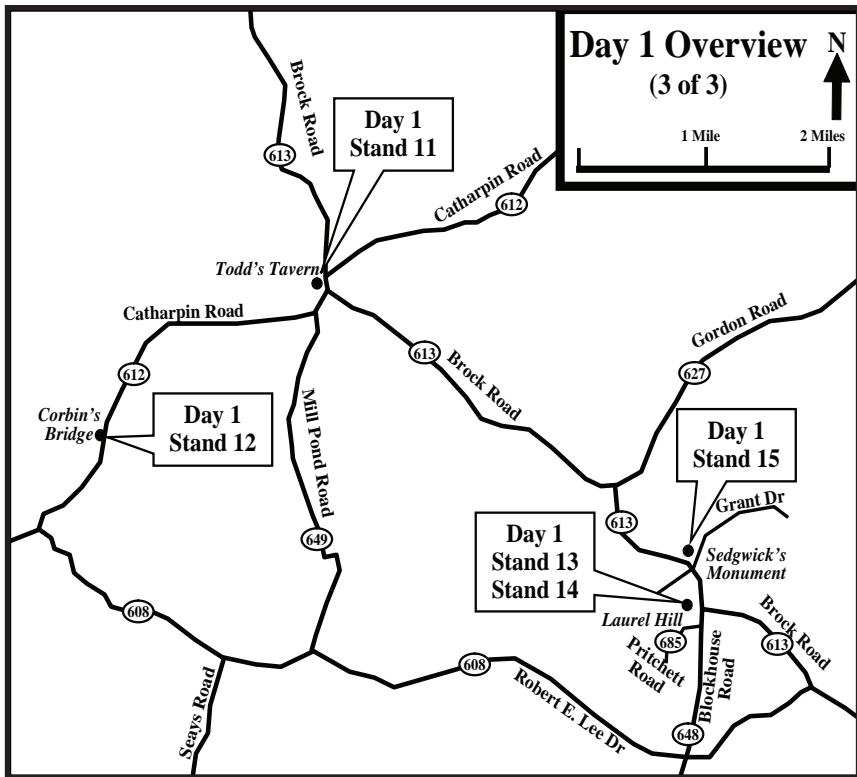 Day 1 Overview
(3 of 3)
N
1 Mile
2 Miles
Brock Road
613
Day 1
Stand 11
Catharpin Road
612
Todd's Tavern
Catharpin Road
612
Corbin's
Bridge
Day 1
Stand 12
Mill Pond Road
649
613
Brock Road
Gordon Road
627
Day 1
Stand 15
Grant Dr
613
Sedgwick's
Monument
Day 1
Stand 13
Stand 14
Laurel Hill
685
Pritchett
Road
Blockhouse
Road
648
Brock Road
613
608
Seays Road
608
Robert E. Lee Dr